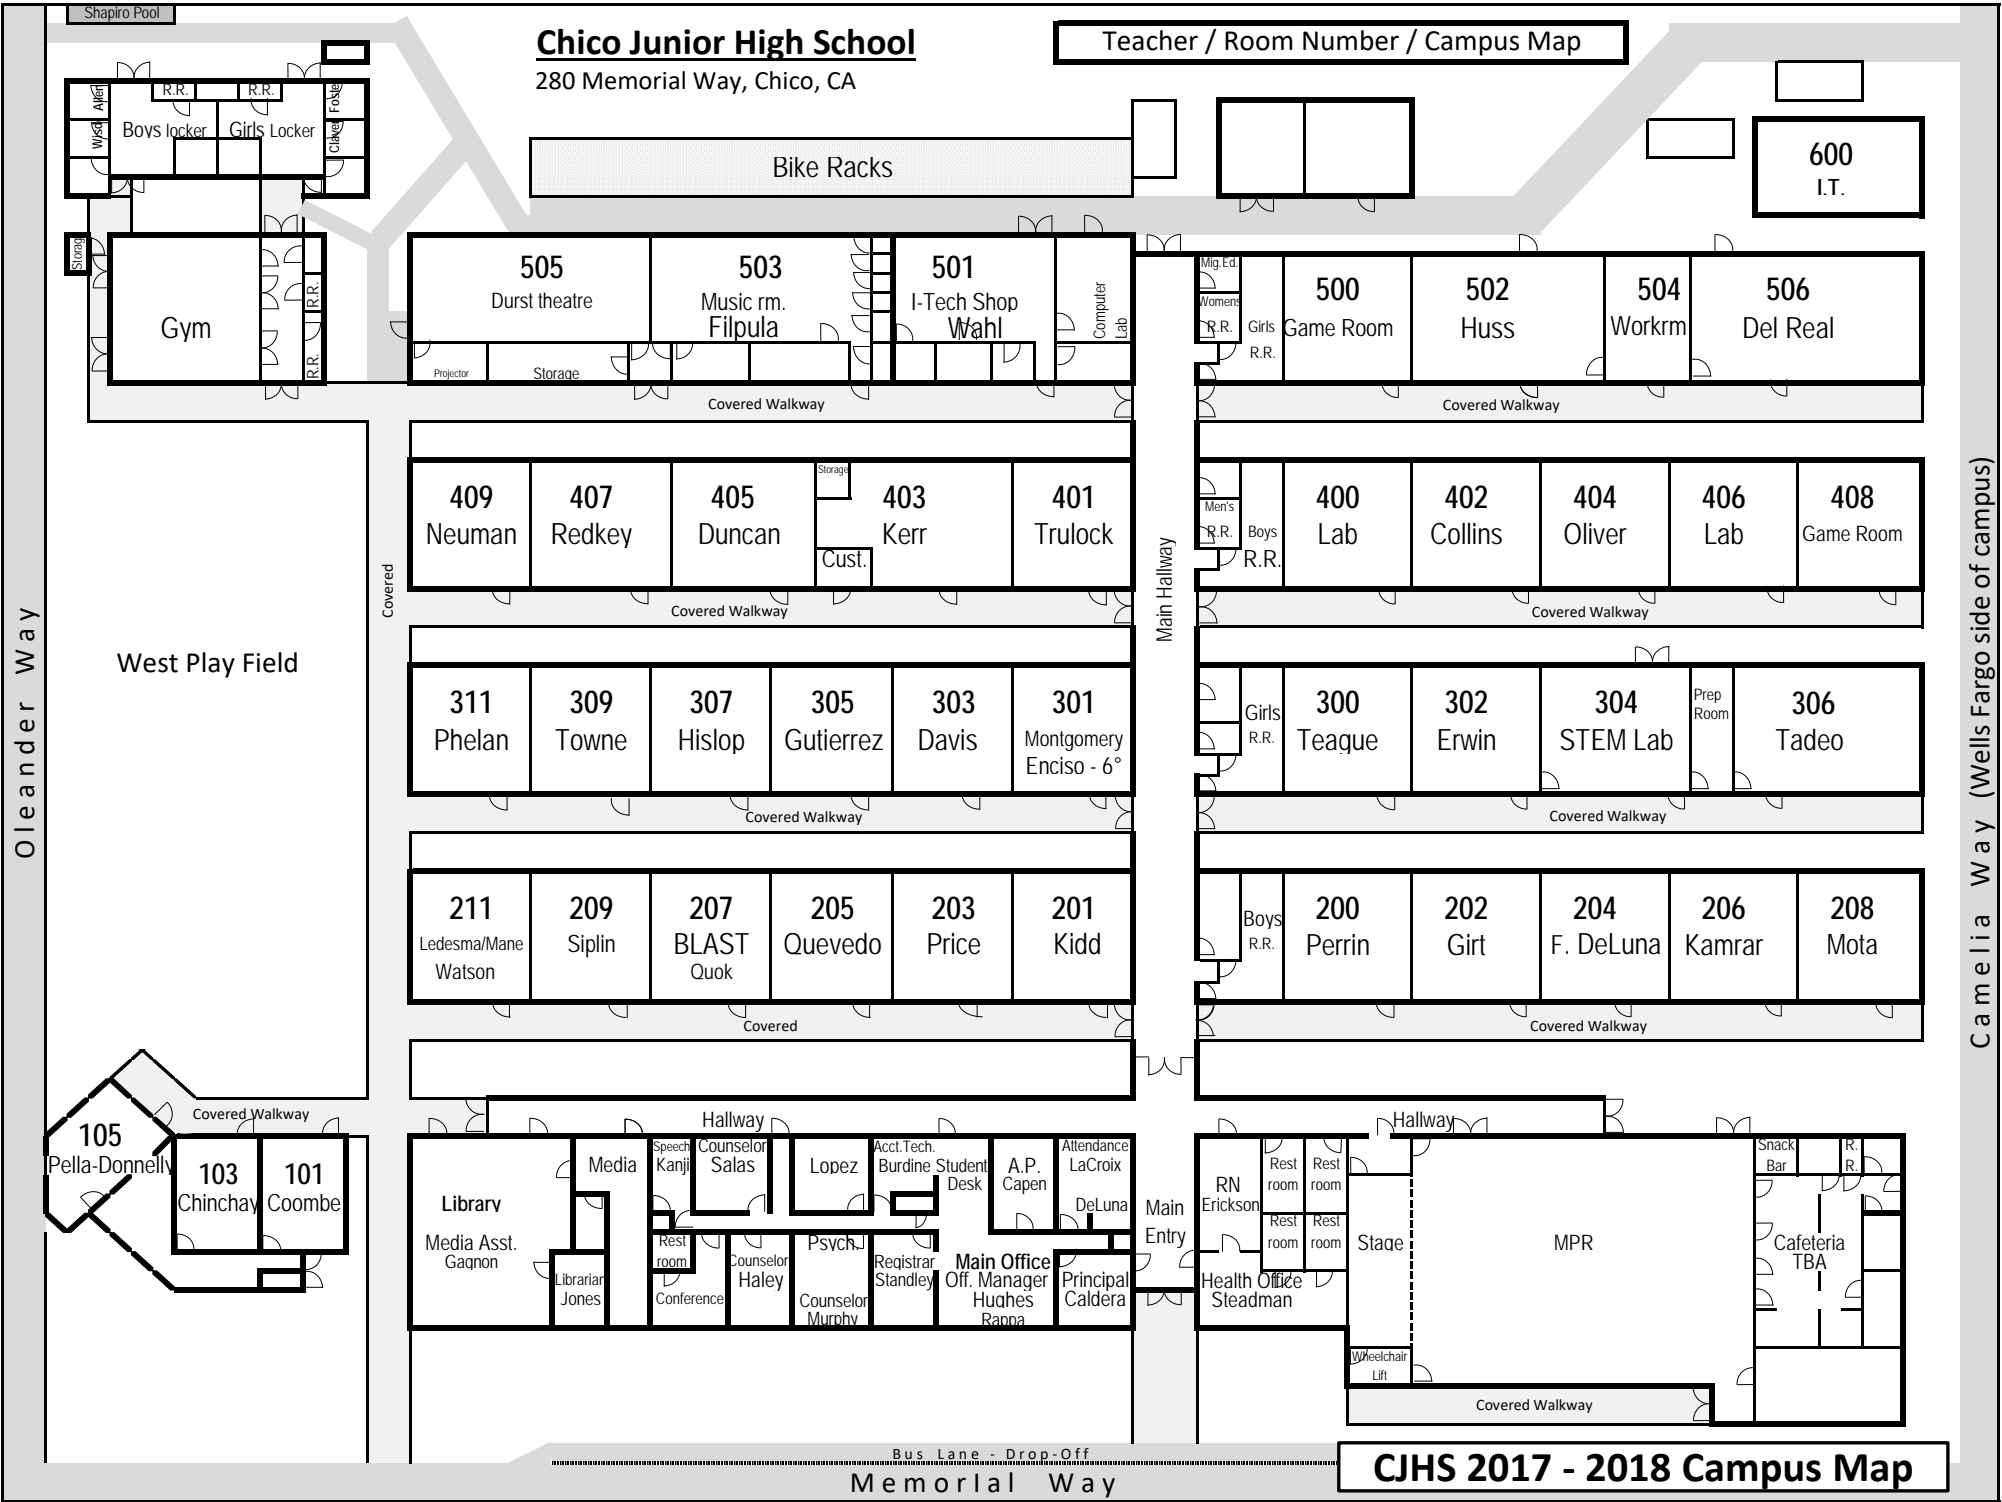 Shapiro Pool
Chico Junior High School
280 Memorial Way, Chico, CA
Teacher / Room Number / Campus Map
R.R.
R.R.
Allen
Foste
Boys locker
Girls Locker
Wisd
Claver
Bike Racks
600
I.T.
Storag
Gym
R.R.
R.R.
505
Durst theatre
503
Music rm.
Filpula
501
I-Tech Shop
Wahl
Computer
Lab
Projector
Storage
Mig.Ed.
Womens
R.R.
Girls
R.R.
500
Game Room
502
Huss
504
Workrm
506
Del Real
Covered Walkway
Covered Walkway
409
Neuman
407
Redkey
405
Duncan
Storage
403
Kerr
Cust.
401
Trulock
Men's
R.R.
Boys
R.R.
400
Lab
402
Collins
404
Oliver
406
Lab
408
Game Room
Covered
Covered Walkway
Main Hallway
Covered Walkway
Oleander Way
West Play Field
Camelia Way (Wells Fargo side of campus)
311
Phelan
309
Towne
307
Hislop
305
Gutierrez
303
Davis
301
Montgomery
Enciso - 6°
Girls
R.R.
300
Teague
302
Erwin
304
STEM Lab
Prep
Room
306
Tadeo
Covered Walkway
Covered Walkway
211
Ledesma/Mane
Watson
209
Siplin
207
BLAST
Quok
205
Quevedo
203
Price
201
Kidd
Boys
R.R.
200
Perrin
202
Girt
204
F. DeLuna
206
Kamrar
208
Mota
Covered
Covered Walkway
Covered Walkway
Hallway
Hallway
105
Pella-Donnelly
103
Chinchay
101
Coombe
Library
Media Asst.
Gagnon
Media
Librarian
Jones
Speech
Kanji
Counselor
Salas
Lopez
Acct.Tech.
Burdine
Student
Desk
A.P.
Capen
Attendance
LaCroix
DeLuna
Rest
room
Conference
Counselor
Haley
Psych.
Counselor
Murphy
Registrar
Standley
Main Office
Off. Manager
Hughes
Rappa
Principal
Caldera
Main
Entry
RN
Erickson
Rest
room
Rest
room
Rest
room
Rest
room
Health Office
Steadman
Stage
Wheelchair
Lift
MPR
Snack
Bar
R.
R.
Cafeteria
TBA
Covered Walkway
Bus Lane - Drop-Off
MemorIal Way
CJHS 2017 - 2018 Campus Map